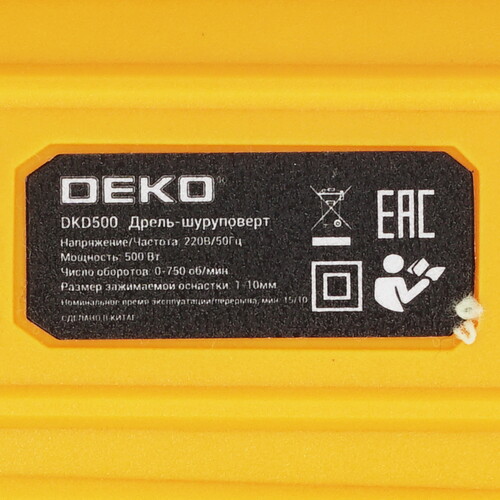 DEKO®
DKD500 Дрель-шуруповерт
Напряжение/Частота: 220В/50Гц
Мощность: 500 Вт
Число оборотов: 0-750 об/мин
Размер зажимаемой оснастки: 1-10мм
Номинальное время эксплуатации/перерыва, мин: 15/10
СДЕЛАНО В КИТАЕ
EAC